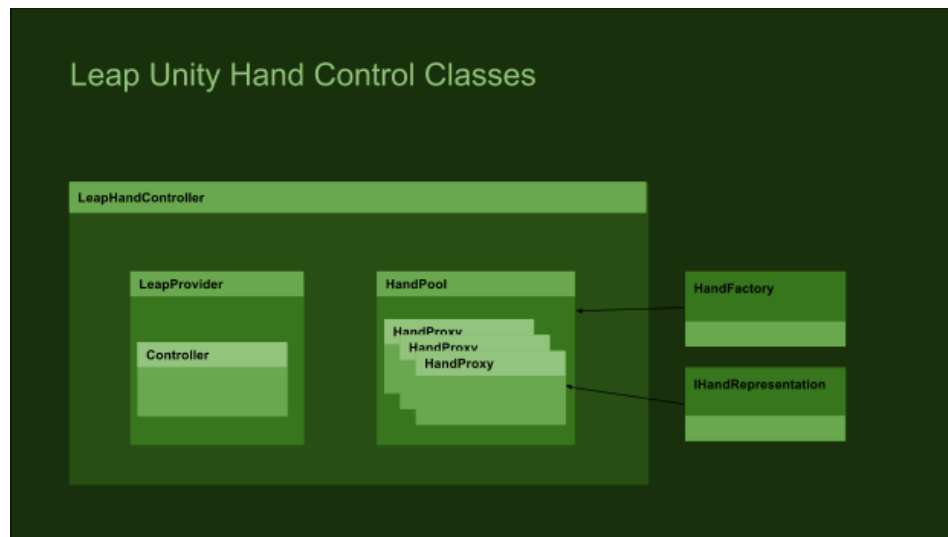 Leap Unity Hand Control Classes
LeapHandController
LeapProvider
Controller
HandPool
HandProxy
HandProxy
HandProxy
HandFactory
IHandRepresentation